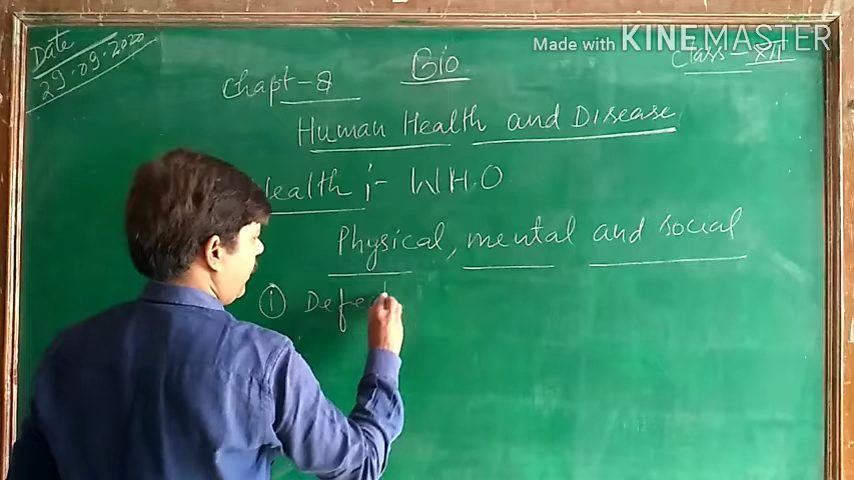 Made with KINEMASTER
Date
29.09.2020
Bio
Class - XII
Chapt-8
Human Health and Disease
Health :- W.H.O
Physical, mental and social
① Defec